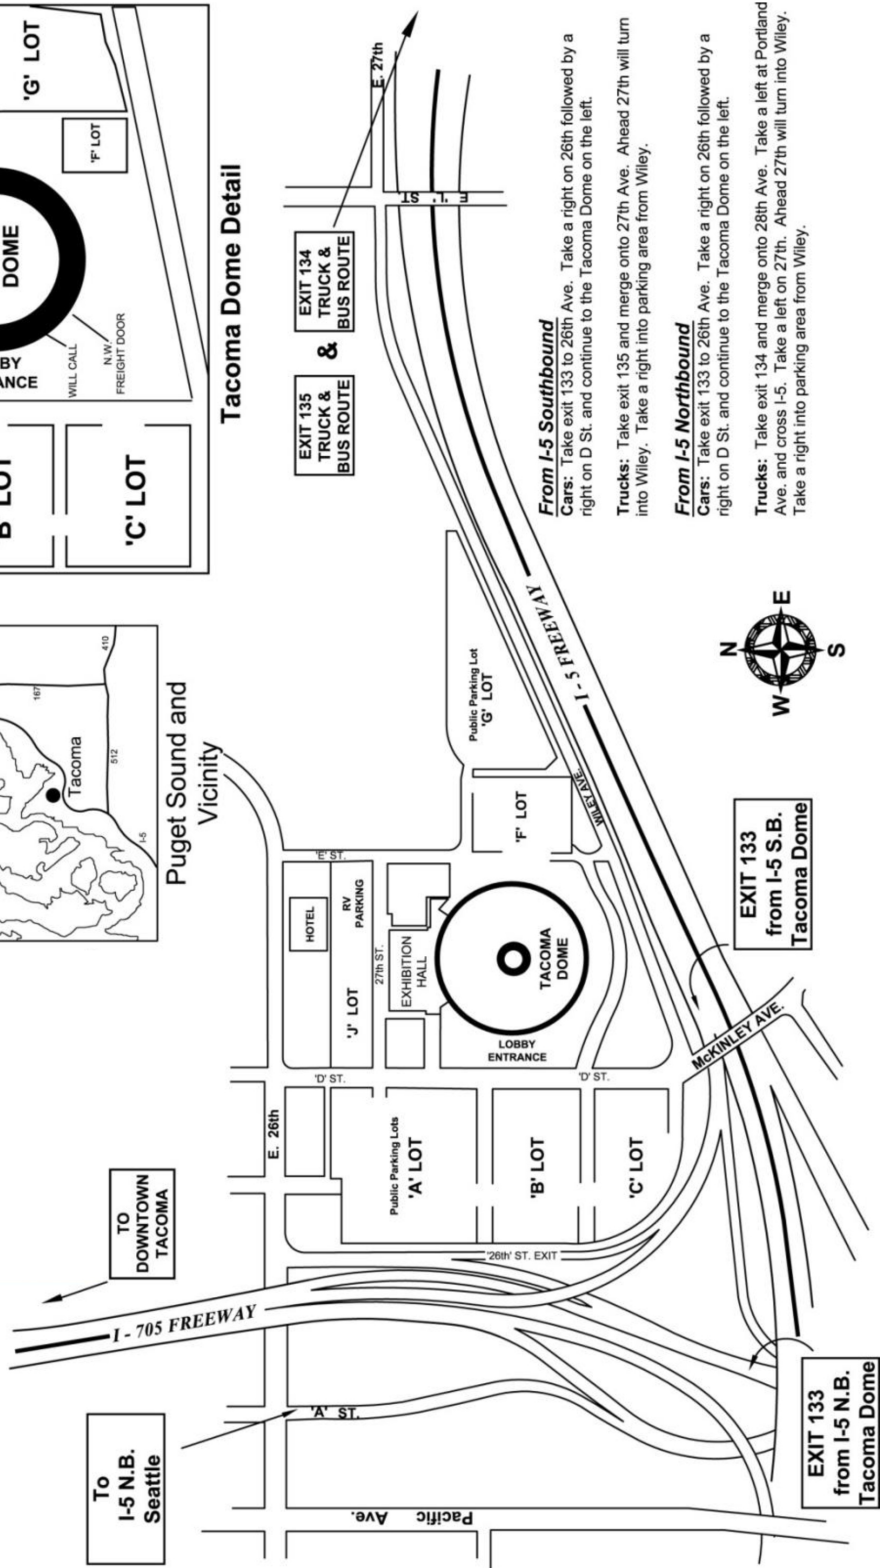 'G' LOT
'F' LOT
DOME
WILL CALL
N.W.
FREIGHT DOOR
'C' LOT
Tacoma Dome Detail
167
410
512
I-5
Tacoma
Puget Sound and
Vicinity
E. 27th
E 'L' ST.
EXIT 134
TRUCK &
BUS ROUTE
&
EXIT 135
TRUCK &
BUS ROUTE
From I-5 Southbound
Cars: Take exit 133 to 26th Ave. Take a right on 26th followed by a
right on D St. and continue to the Tacoma Dome on the left.
Trucks: Take exit 135 and merge onto 27th Ave. Ahead 27th will turn
into Wiley. Take a right into parking area from Wiley.
From I-5 Northbound
Cars: Take exit 133 to 26th Ave. Take a right on 26th followed by a
right on D St. and continue to the Tacoma Dome on the left.
Trucks: Take exit 134 and merge onto 28th Ave. Take a left at Portland
Ave. and cross I-5. Take a left on 27th. Ahead 27th will turn into Wiley.
Take a right into parking area from Wiley.
N
E
S
W
I - 5 FREEWAY
Public Parking Lot
'G' LOT
'F' LOT
WILEY AVE.
'E' ST.
HOTEL
RV
PARKING
'J' LOT
27th ST.
EXHIBITION
HALL
TACOMA
DOME
LOBBY
ENTRANCE
'D' ST.
'D' ST.
McKINLEY AVE.
EXIT 133
from I-5 S.B.
Tacoma Dome
E. 26th
Public Parking Lots
'A' LOT
'B' LOT
'C' LOT
'26th' ST. EXIT
TO
DOWNTOWN
TACOMA
I - 705 FREEWAY
'A' ST.
To
I-5 N.B.
Seattle
Pacific Ave.
EXIT 133
from I-5 N.B.
Tacoma Dome